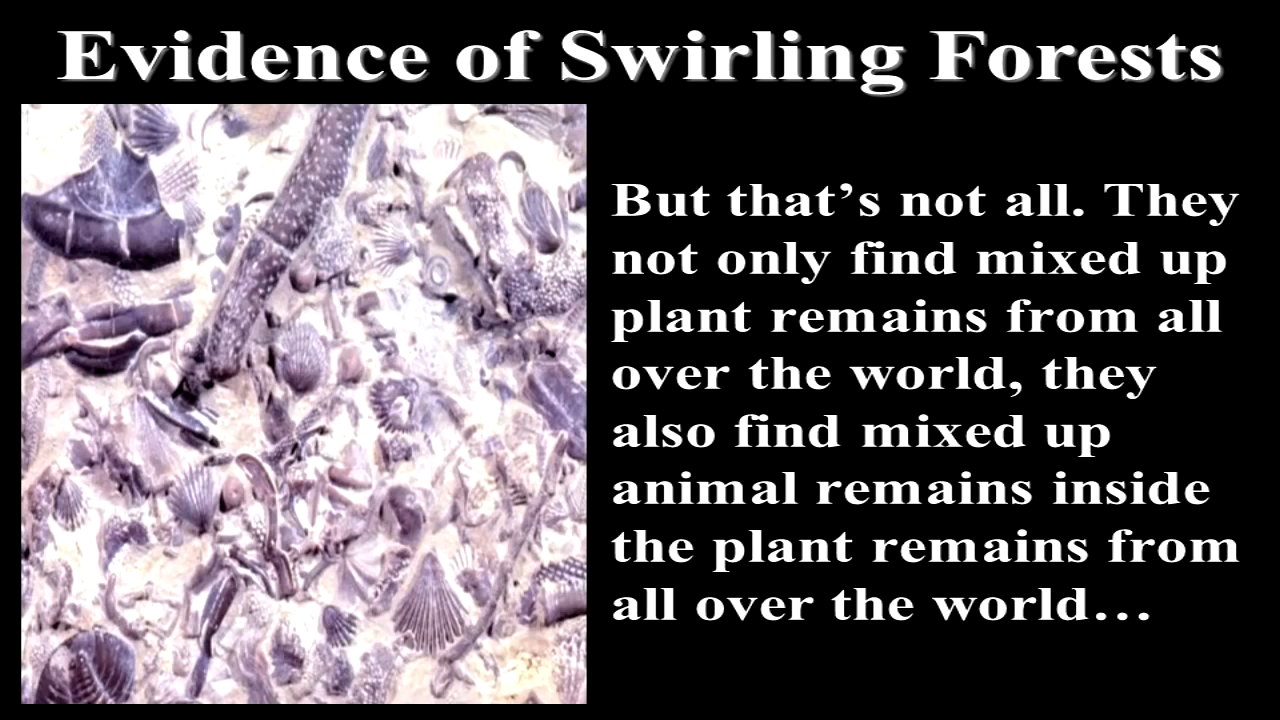 Evidence of Swirling Forests
But that’s not all. They
not only find mixed up
plant remains from all
over the world, they
also find mixed up
animal remains inside
the plant remains from
all over the world…